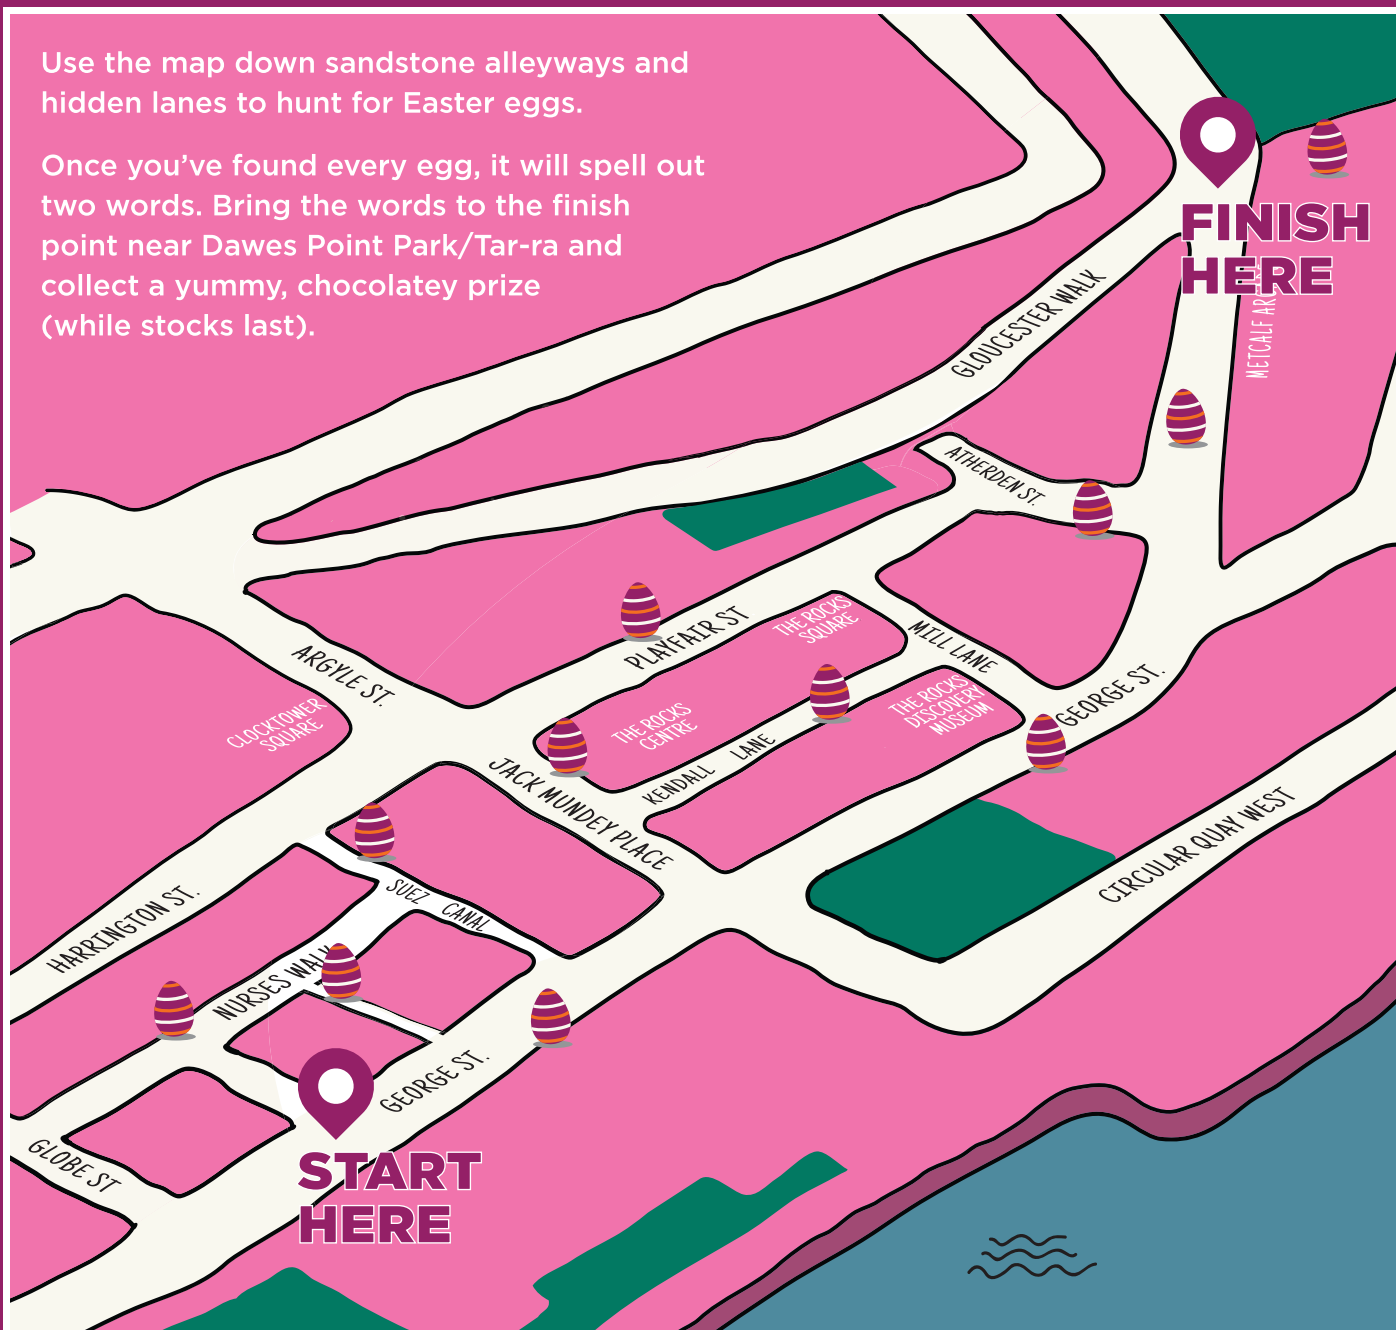 Use the map down sandstone alleyways and
hidden lanes to hunt for Easter eggs.
Once you’ve found every egg, it will spell out
two words. Bring the words to the finish
point near Dawes Point Park/Tar-ra and
collect a yummy, chocolatey prize
(while stocks last).
FINISH
HERE
METCALF
GLOUCESTER WALK
ATHERDEN ST.
PLAYFAIR ST
THE ROCKS
SQUARE
MILL LANE
ARGYLE ST.
CLOCKTOWER
SQUARE
THE ROCKS
CENTRE
THE ROCKS
DISCOVERY
MUSEUM
GEORGE ST.
KENDALL LANE
JACK MUNDEY PLACE
CIRCULAR QUAY WEST
SUEZ CANAL
HARRINGTON ST.
NURSES WALK
GEORGE ST.
GLOBE ST
START
HERE